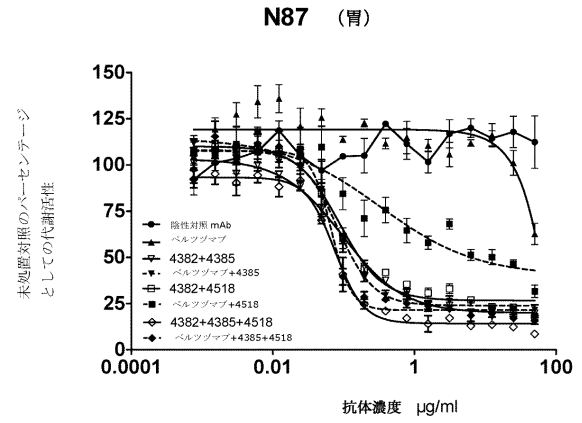 N87 （胃）
未処置対照のパーセンテージ
としての代謝活性
150
125
100
75
50
25
0
陰性対照 mAb
ペルツヅマブ
4382+4385
ペルツヅマブ+4385
4382+4518
ペルツヅマブ+4518
4382+4385+4518
ペルツヅマブ+4385+4518
0.0001
0.01
1
100
抗体濃度 μg/ml